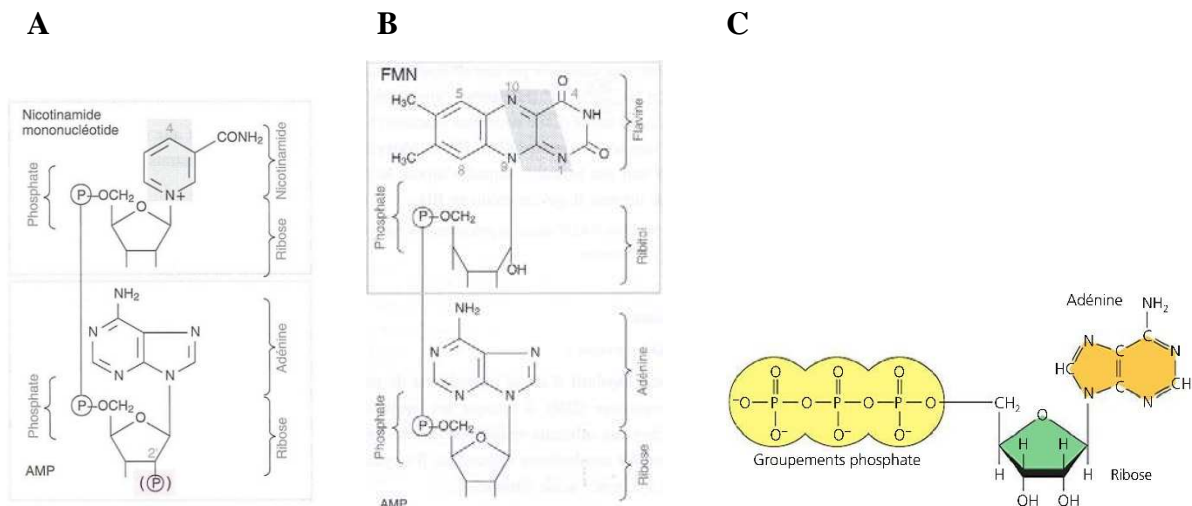 A
B
C
Nicotinamide
mononucléotide
4
CONH₂
N+
Phosphate
P
OCH₂
O
Nicotinamide
Ribose
NH₂
N
N
N
N
Adénine
Phosphate
P
OCH₂
O
2'
Ribose
AMP
(P)
FMN
H₃C
H₃C
5
10
N
O
4
NH
O
N
1
N
9
8
Flavine
Phosphate
P
OCH₂
OH
Ribitol
NH₂
N
N
N
N
Adénine
Phosphate
P
OCH₂
O
Ribose
AMP
Adénine
NH₂
N
C
C
N
HC
CH
C
N
N
O
O
O
⁻O
P
O
P
O
P
O
O⁻
O⁻
O⁻
CH₂
O
H
H
H
H
OH
OH
Groupements phosphate
Ribose